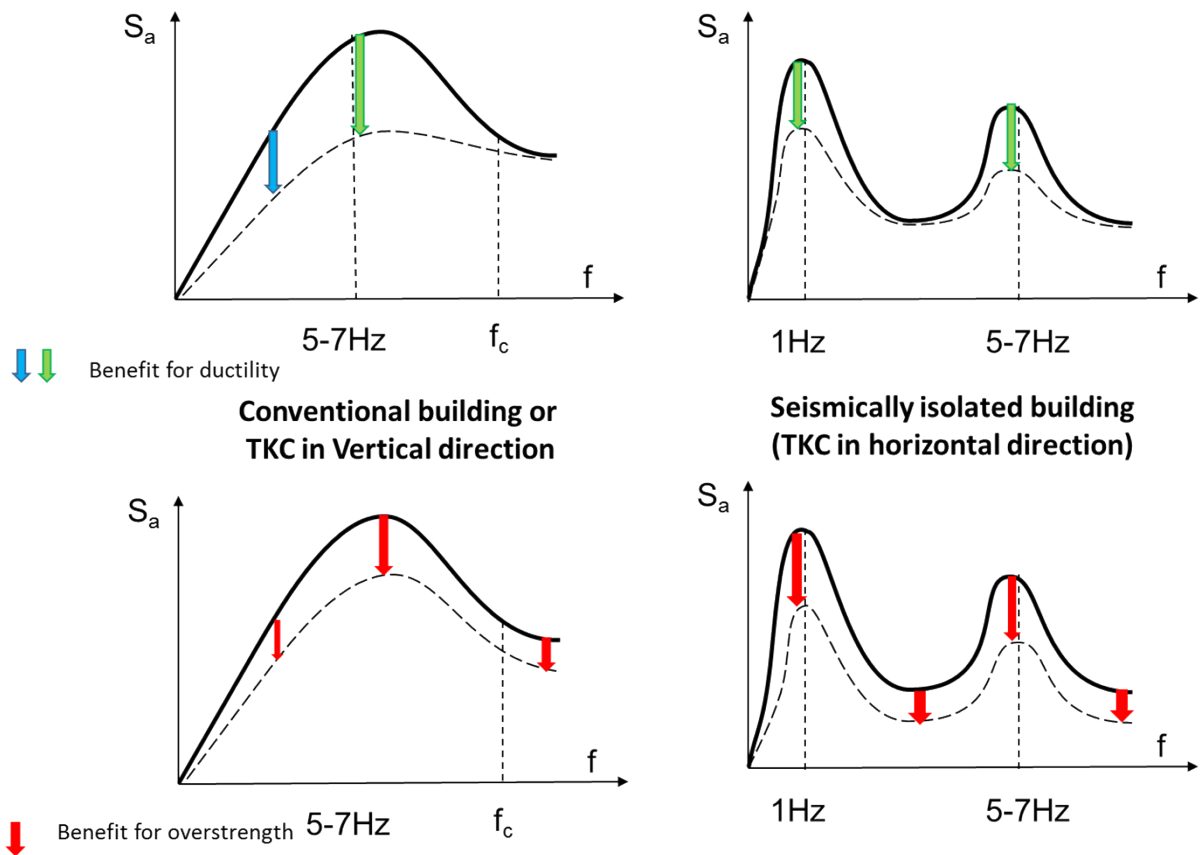 Sa
f
5-7Hz
fc
Sa
f
1Hz
5-7Hz
Benefit for ductility
Conventional building or
TKC in Vertical direction
Seismically isolated building
(TKC in horizontal direction)
Sa
f
5-7Hz
fc
Sa
f
1Hz
5-7Hz
Benefit for overstrength